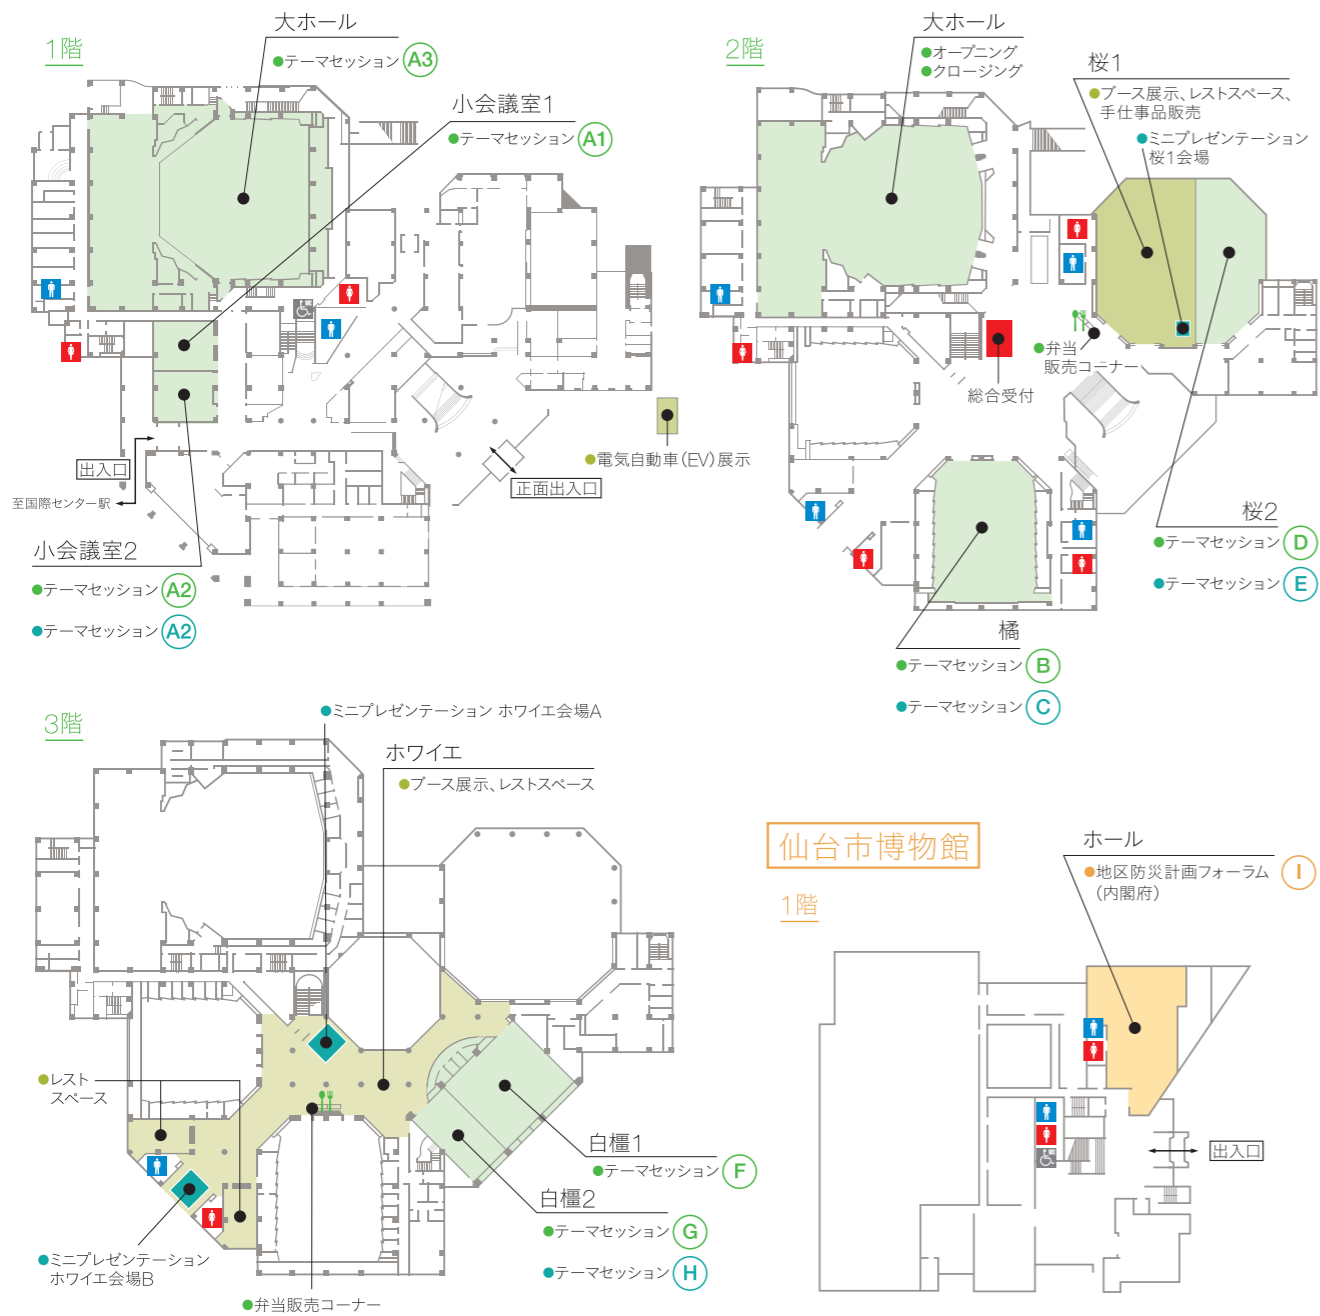 1階
大ホール
●テーマセッション A3
小会議室1
●テーマセッション A1
出入口
至国際センター駅
正面出入口
●電気自動車(EV)展示
小会議室2
●テーマセッション A2
●テーマセッション A2
2階
大ホール
●オープニング
●クロージング
桜1
●ブース展示、レストスペース、
手仕事品販売
●ミニプレゼンテーション
桜1会場
●弁当
販売コーナー
総合受付
桜2
●テーマセッション D
●テーマセッション E
橘
●テーマセッション B
●テーマセッション C
3階
●ミニプレゼンテーション ホワイエ会場A
ホワイエ
●ブース展示、レストスペース
●レスト
スペース
白橿1
●テーマセッション F
白橿2
●テーマセッション G
●テーマセッション H
●ミニプレゼンテーション
ホワイエ会場B
●弁当販売コーナー
仙台市博物館
1階
ホール
●地区防災計画フォーラム I
(内閣府)
出入口